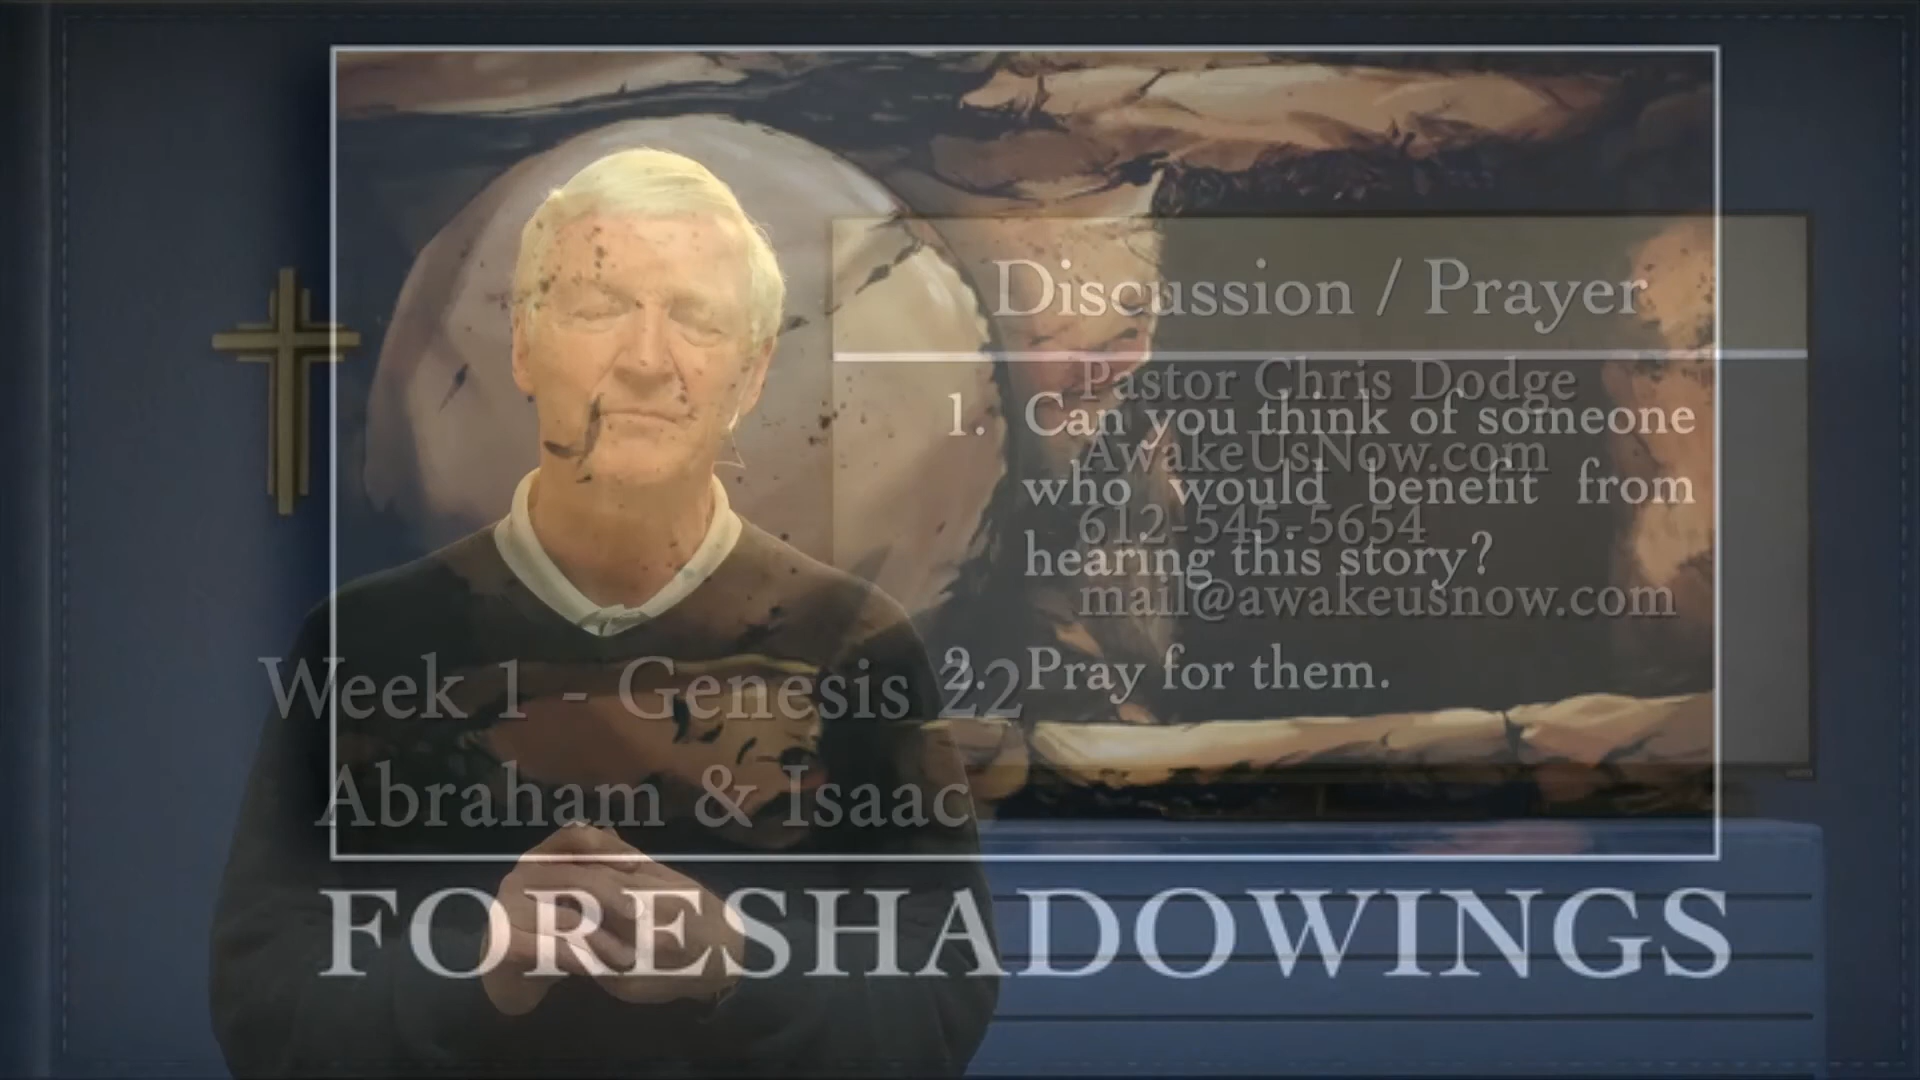 Discussion / Prayer
1. Can you think of someone
who would benefit from
hearing this story?
2. Pray for them.
Pastor Chris Dodge
AwakeUsNow.com
612-545-5654
mail@awakeusnow.com
Week 1 - Genesis 22
Abraham & Isaac
FORESHADOWINGS